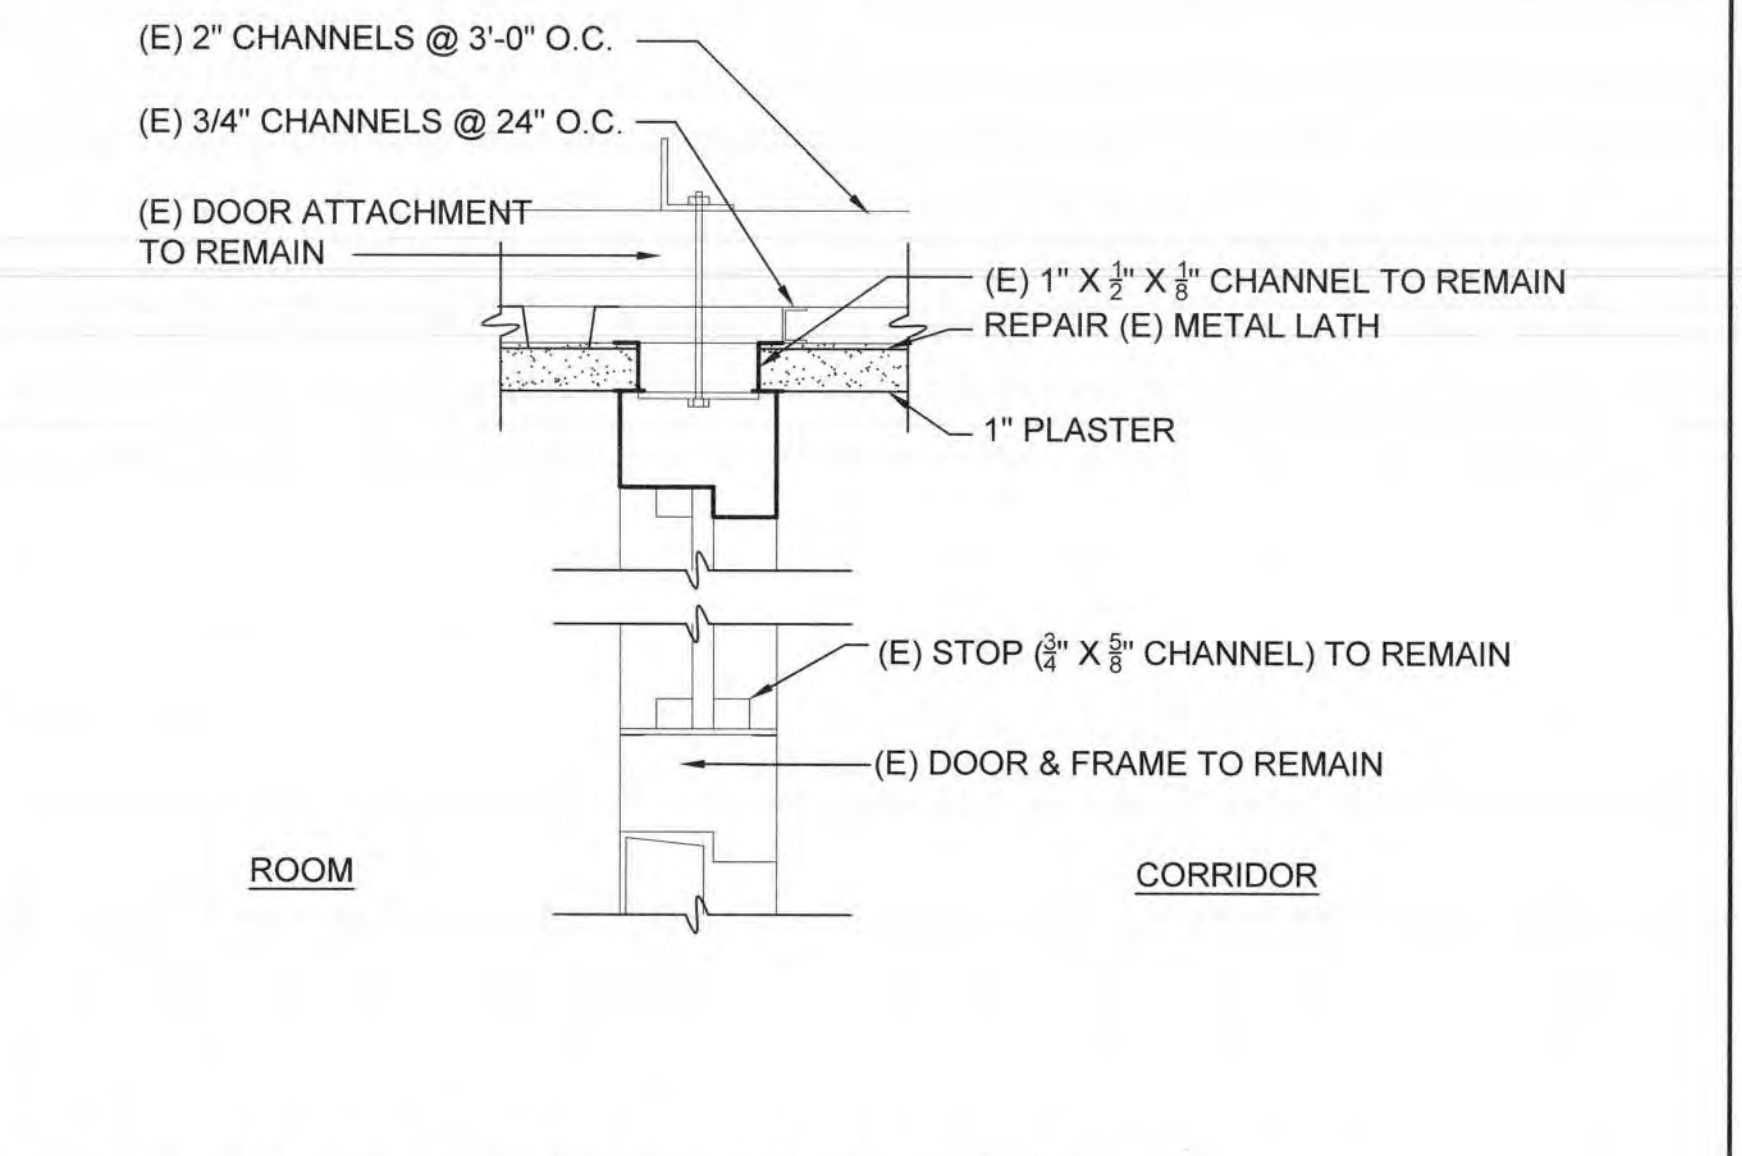 (E) 2" CHANNELS @ 3'-0" O.C.
(E) 3/4" CHANNELS @ 24" O.C.
(E) DOOR ATTACHMENT
TO REMAIN
(E) 1" X 1/2" X 1/8" CHANNEL TO REMAIN
REPAIR (E) METAL LATH
1" PLASTER
(E) STOP (3/4" X 5/8" CHANNEL) TO REMAIN
(E) DOOR & FRAME TO REMAIN
ROOM
CORRIDOR